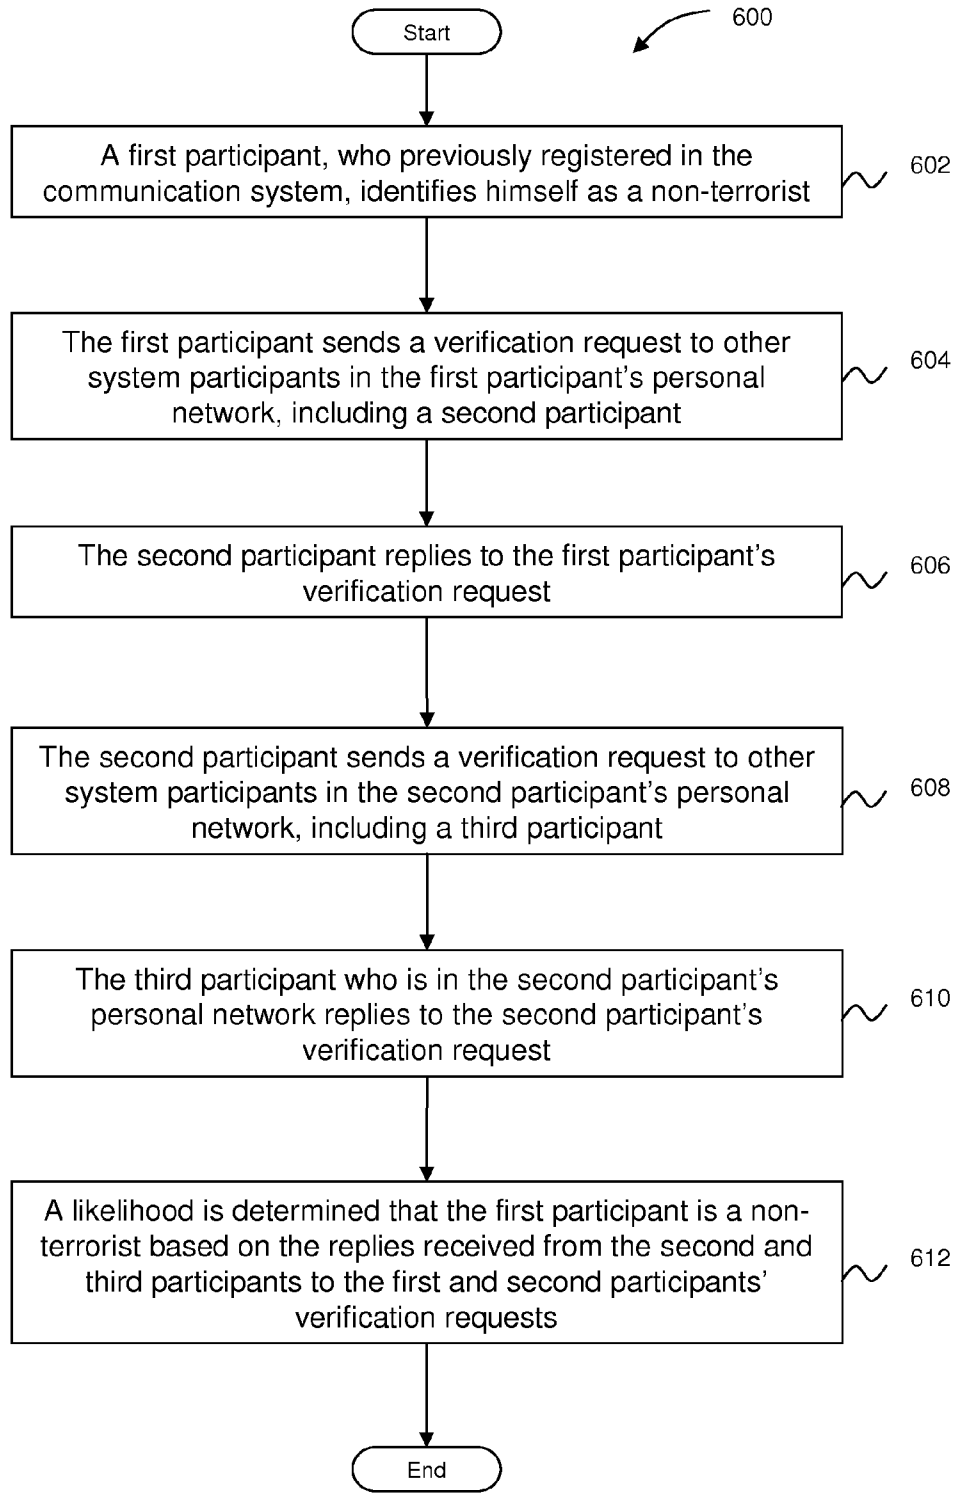 Start
600
A first participant, who previously registered in the
communication system, identifies himself as a non-terrorist
602
The first participant sends a verification request to other
system participants in the first participant's personal
network, including a second participant
604
The second participant replies to the first participant's
verification request
606
The second participant sends a verification request to other
system participants in the second participant's personal
network, including a third participant
608
The third participant who is in the second participant's
personal network replies to the second participant's
verification request
610
A likelihood is determined that the first participant is a non-
terrorist based on the replies received from the second and
third participants to the first and second participants'
verification requests
612
End